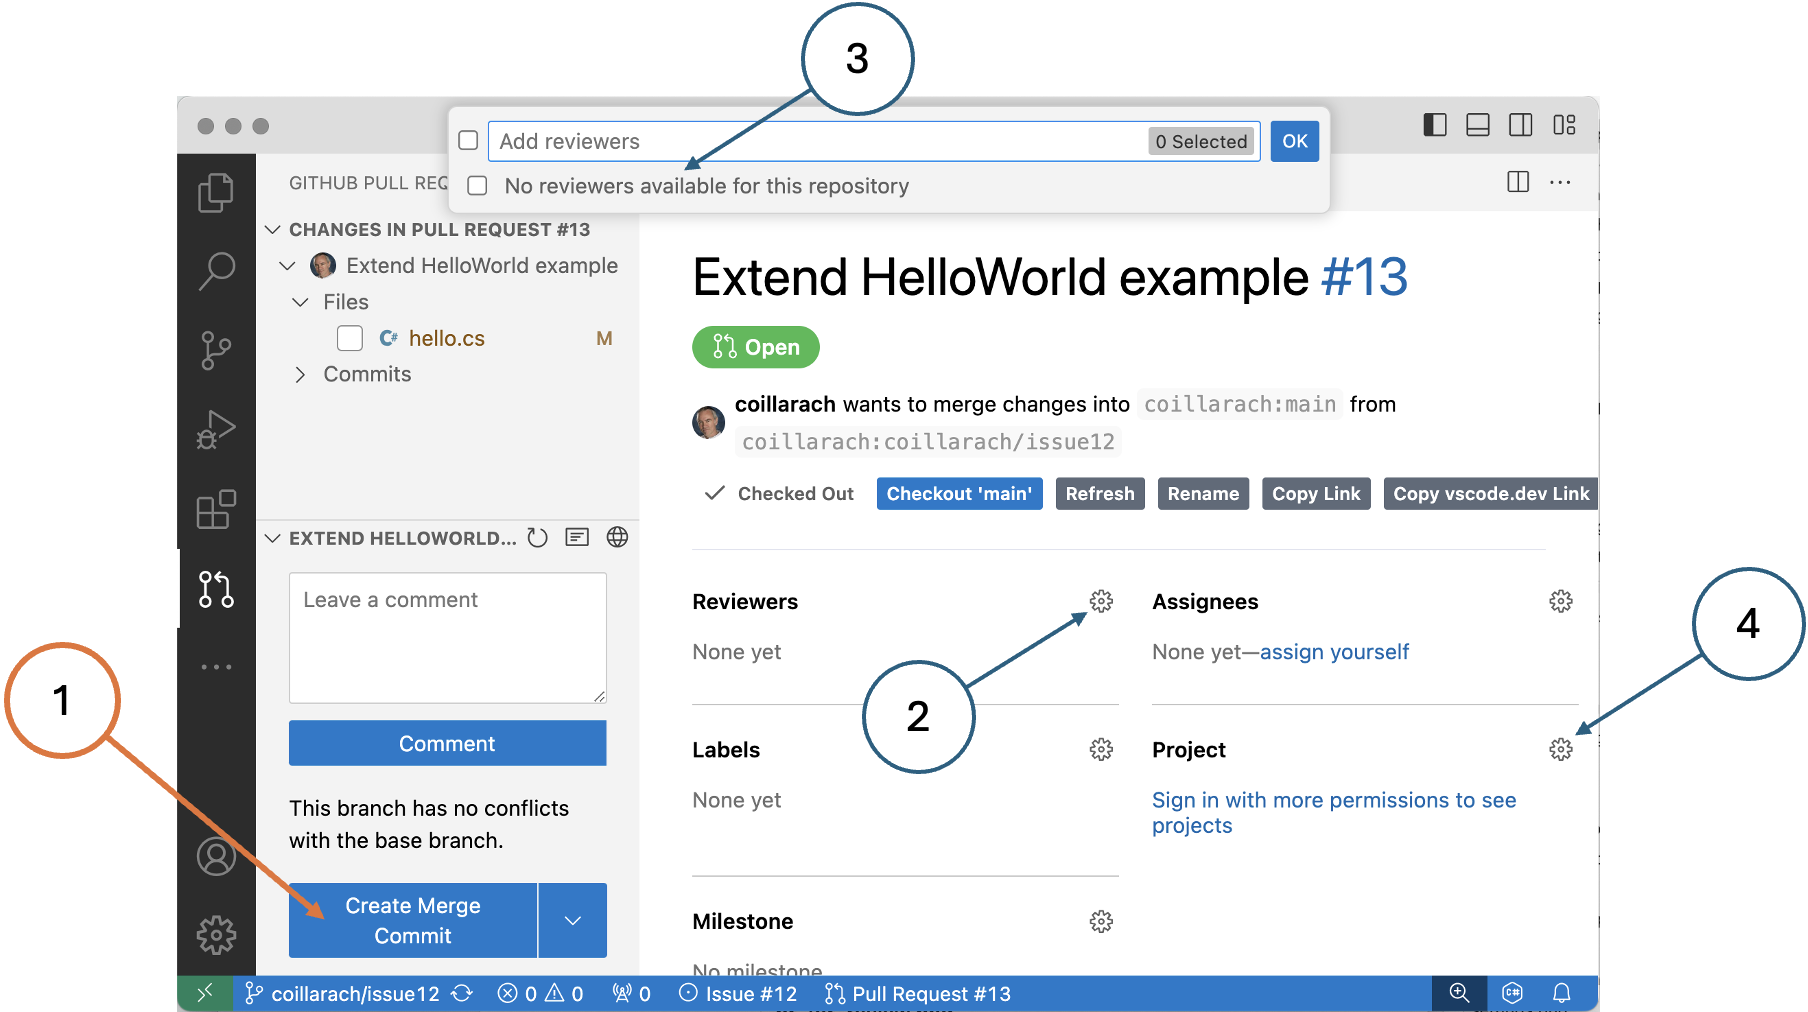 3
Add reviewers
0 Selected
OK
No reviewers available for this repository
GITHUB PULL REQ
CHANGES IN PULL REQUEST #13
Extend HelloWorld example
Files
C# hello.cs M
Commits
Extend HelloWorld example #13
Open
coillarach wants to merge changes into coillarach:main from
coillarach:coillarach/issue12
Checked Out
Checkout 'main'
Refresh
Rename
Copy Link
Copy vscode.dev Link
EXTEND HELLOWORLD...
Leave a comment
Comment
This branch has no conflicts
with the base branch.
Create Merge
Commit
1
Reviewers
None yet
Assignees
None yet—assign yourself
4
2
Labels
None yet
Project
Sign in with more permissions to see
projects
Milestone
No milestone
coillarach/issue12
0
0
0
Issue #12
Pull Request #13
C#